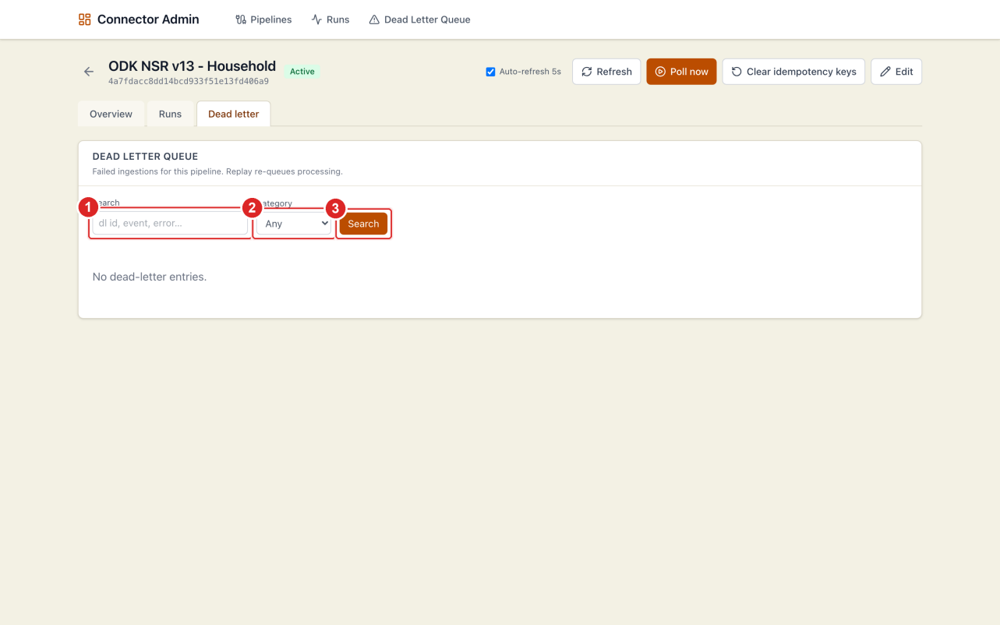 Connector Admin
Pipelines
Runs
Dead Letter Queue
ODK NSR v13 - Household
Active
4a7fdacc8dd14bcd933f51e13fd406a9
Auto-refresh 5s
Refresh
Poll now
Clear idempotency keys
Edit
Overview
Runs
Dead letter
DEAD LETTER QUEUE
Failed ingestions for this pipeline. Replay re-queues processing.
1
earch
2
ategory
3
dl id, event, error...
Any
Search
No dead-letter entries.